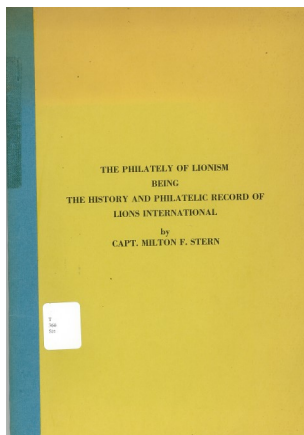 THE PHILATELY OF LIONISM
BEING
THE HISTORY AND PHILATELIC RECORD OF
LIONS INTERNATIONAL
by
CAPT. MILTON F. STERN